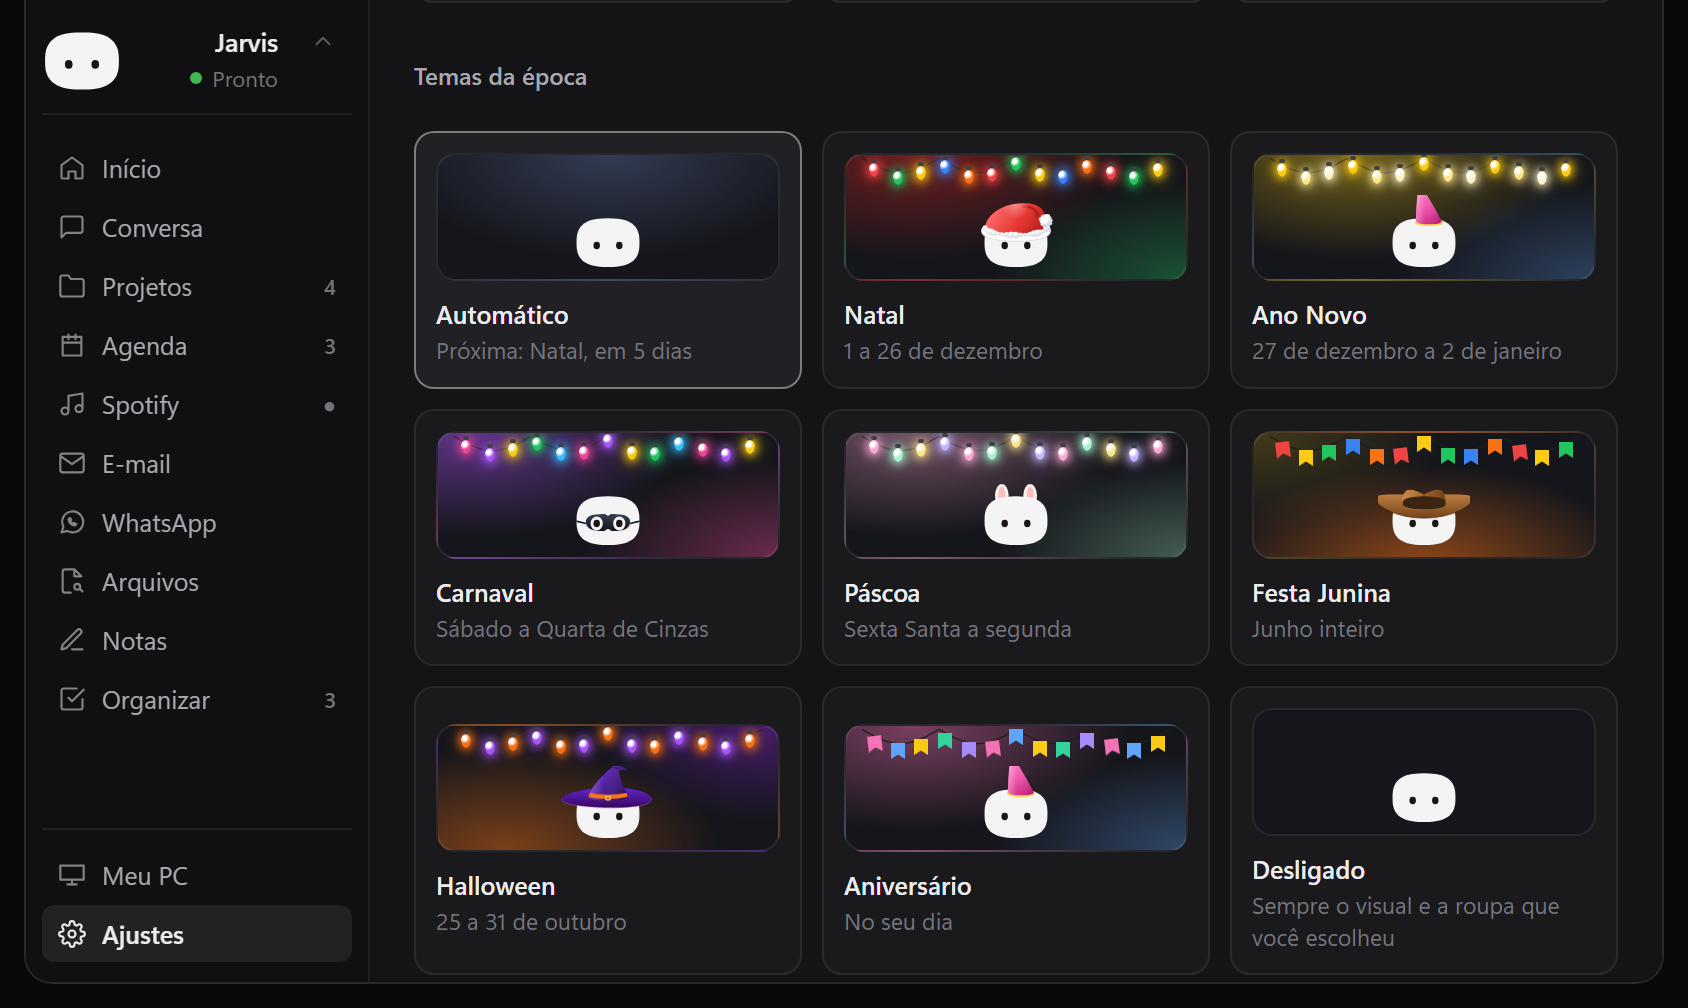 Jarvis
Pronto
Início
Conversa
Projetos 4
Agenda 3
Spotify
E-mail
WhatsApp
Arquivos
Notas
Organizar 3
Meu PC
Ajustes
Temas da época
Automático
Próxima: Natal, em 5 dias
Natal
1 a 26 de dezembro
Ano Novo
27 de dezembro a 2 de janeiro
Carnaval
Sábado a Quarta de Cinzas
Páscoa
Sexta Santa a segunda
Festa Junina
Junho inteiro
Halloween
25 a 31 de outubro
Aniversário
No seu dia
Desligado
Sempre o visual e a roupa que
você escolheu